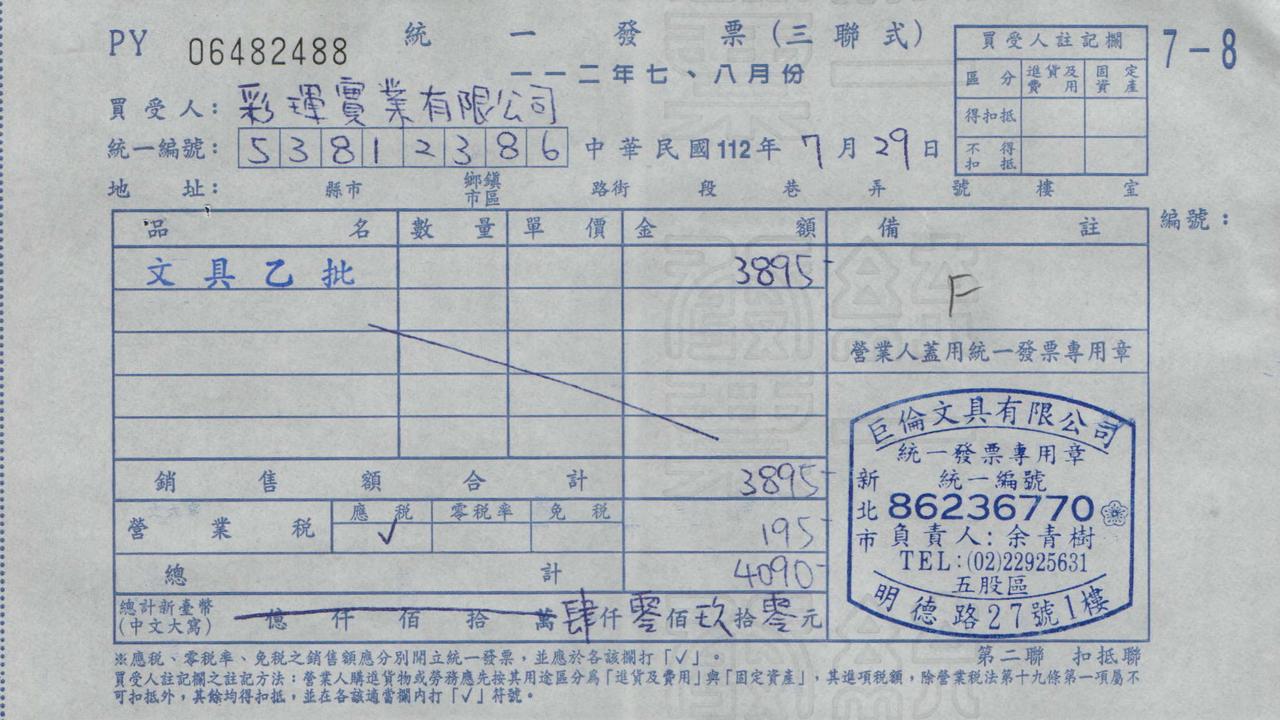 PY 06482488 統一發票(三聯式) 7-8
一一二年七、八月份
買受人註記欄
區分 進貨及費用 固定資產
得扣抵
不得扣抵
買受人: 彩琿實業有限公司
統一編號: 53812386 中華民國112年7月29日
地址: 縣市 鄉鎮市區 路街 段 巷 弄 號 樓 室
品名 數量 單價 金額 備註 編號:
文具乙批 3895 F
營業人蓋用統一發票專用章
銷售額合計 3895
營業稅 應稅 零稅率 免稅
✓ 195
總計 4090
總計新臺幣(中文大寫) 億仟佰拾萬肆仟零佰玖拾零元
巨倫文具有限公司
統一發票專用章
新北市
統一編號
86236770
負責人:余青樹
TEL:(02)22925631
五股區
明德路27號1樓
※應稅、零稅率、免稅之銷售額應分別開立統一發票,並應於各該欄打「✓」。 第二聯 扣抵聯
買受人註記欄之註記方法:營業人購進貨物或勞務應先按其用途區分為「進貨及費用」與「固定資產」,其進項稅額,除營業稅法第十九條第一項屬不
可扣抵外,其餘均得扣抵,並在各該適當欄內打「✓」符號。